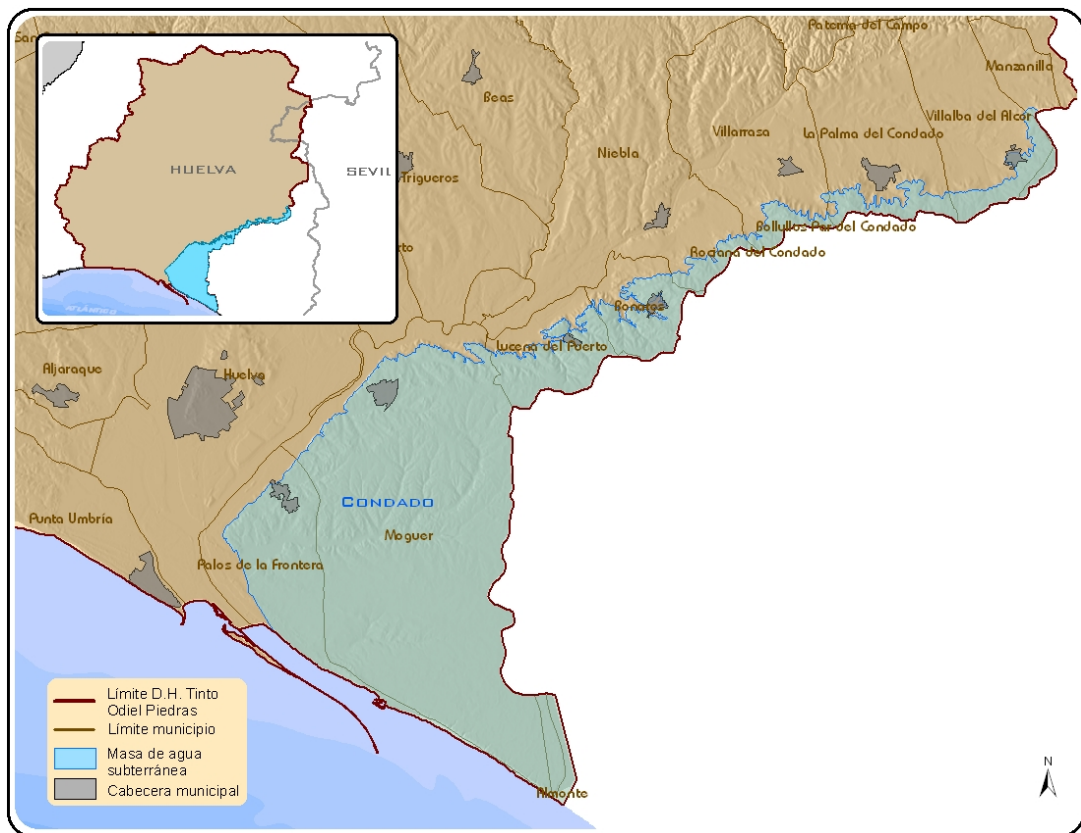 Paterna del Campo
Manzanilla
Beas
Villalba del Alcor
Villarrasa
La Palma del Condado
Niebla
HUELVA
SEVIL
Trigueros
Bollullos Par del Condado
Rociana del Condado
Bonares
Lucena del Puerto
ATLÁNTICO
Aljaraque
Huelva
CONDADO
Moguer
Punta Umbría
Palos de la Frontera
Límite D.H. Tinto
Odiel Piedras
Límite municipio
Masa de agua
subterránea
Cabecera municipal
Almonte
N